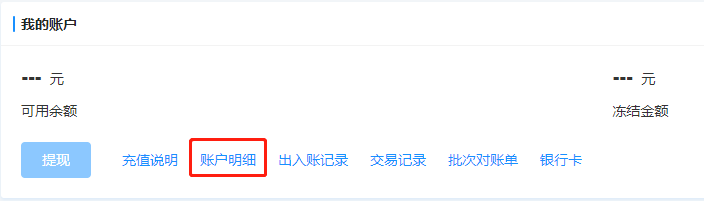 我的账户
--- 元 --- 元
可用余额 冻结金额
提现 充值说明 账户明细 出入账记录 交易记录 批次对账单 银行卡